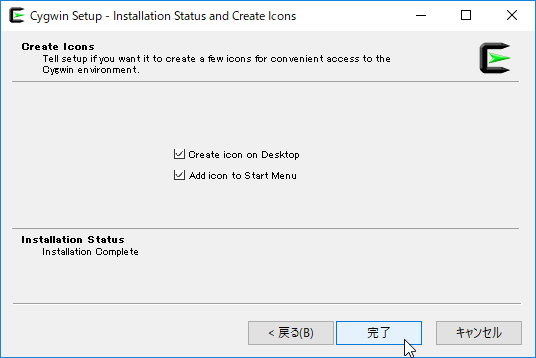 Cygwin Setup - Installation Status and Create Icons
Create Icons
Tell setup if you want it to create a few icons for convenient access to the
Cygwin environment.
Create icon on Desktop
Add icon to Start Menu
Installation Status
Installation Complete
< 戻る(B)
完了
キャンセル